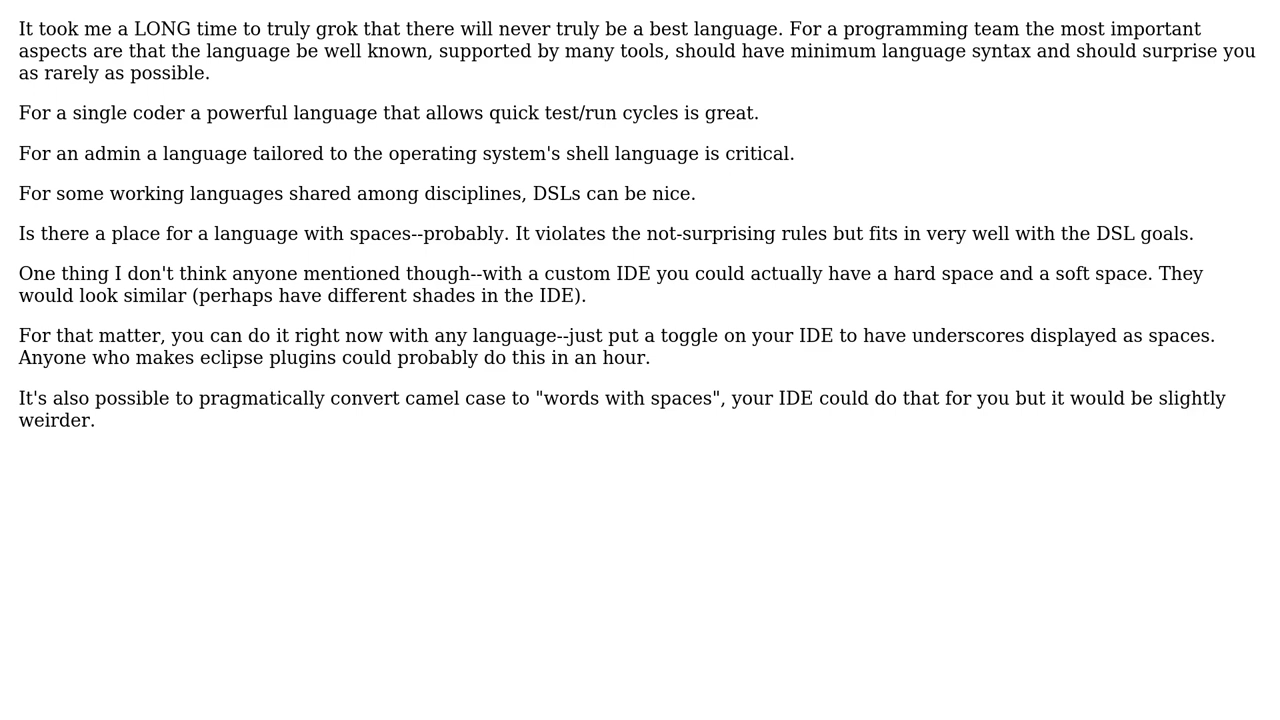 It took me a LONG time to truly grok that there will never truly be a best language. For a programming team the most important
aspects are that the language be well known, supported by many tools, should have minimum language syntax and should surprise you
as rarely as possible.
For a single coder a powerful language that allows quick test/run cycles is great.
For an admin a language tailored to the operating system's shell language is critical.
For some working languages shared among disciplines, DSLs can be nice.
Is there a place for a language with spaces--probably. It violates the not-surprising rules but fits in very well with the DSL goals.
One thing I don't think anyone mentioned though--with a custom IDE you could actually have a hard space and a soft space. They
would look similar (perhaps have different shades in the IDE).
For that matter, you can do it right now with any language--just put a toggle on your IDE to have underscores displayed as spaces.
Anyone who makes eclipse plugins could probably do this in an hour.
It's also possible to pragmatically convert camel case to "words with spaces", your IDE could do that for you but it would be slightly
weirder.